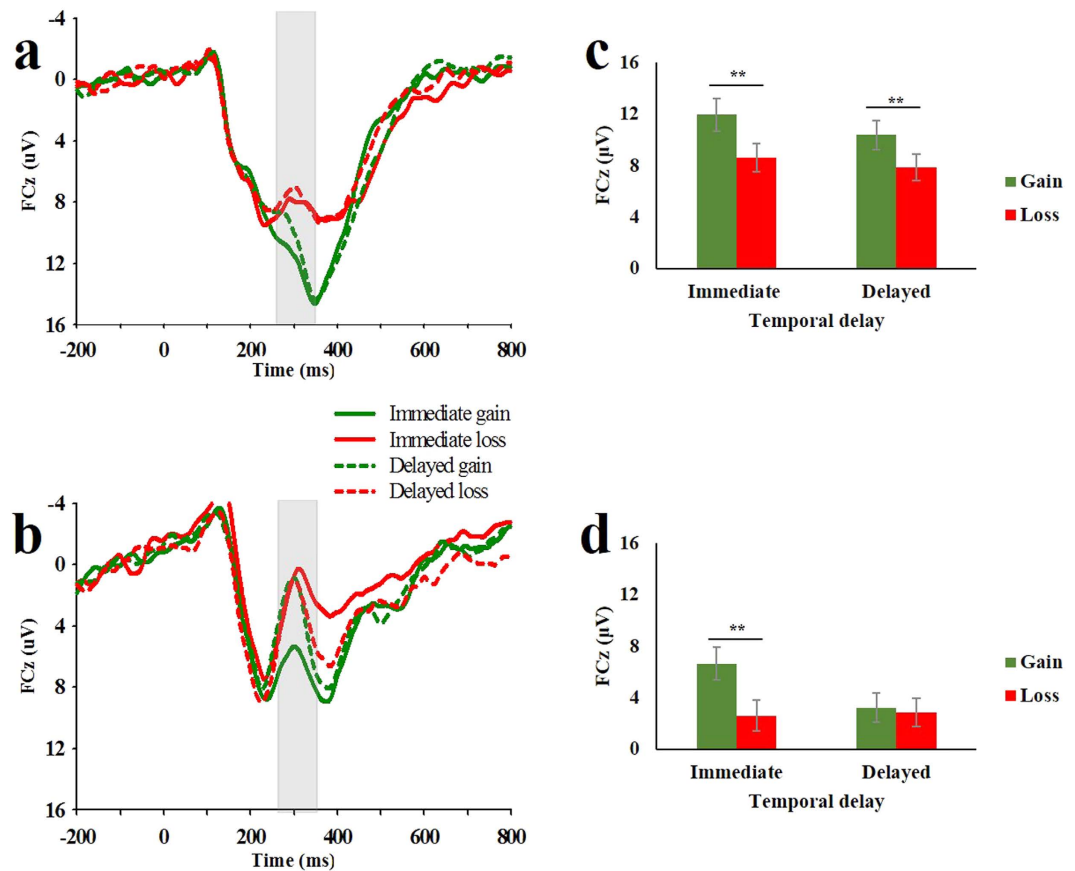 a
-4
0
4
8
12
16
FCz (uV)
-200 0 200 400 600 800
Time (ms)
c
16
12
8
4
0
FCz (μV)
** **
Gain
Loss
Immediate Delayed
Temporal delay
Immediate gain
Immediate loss
Delayed gain
Delayed loss
b
-4
0
4
8
12
16
FCz (uV)
-200 0 200 400 600 800
Time (ms)
d
16
12
8
4
0
FCz (μV)
**
Gain
Loss
Immediate Delayed
Temporal delay